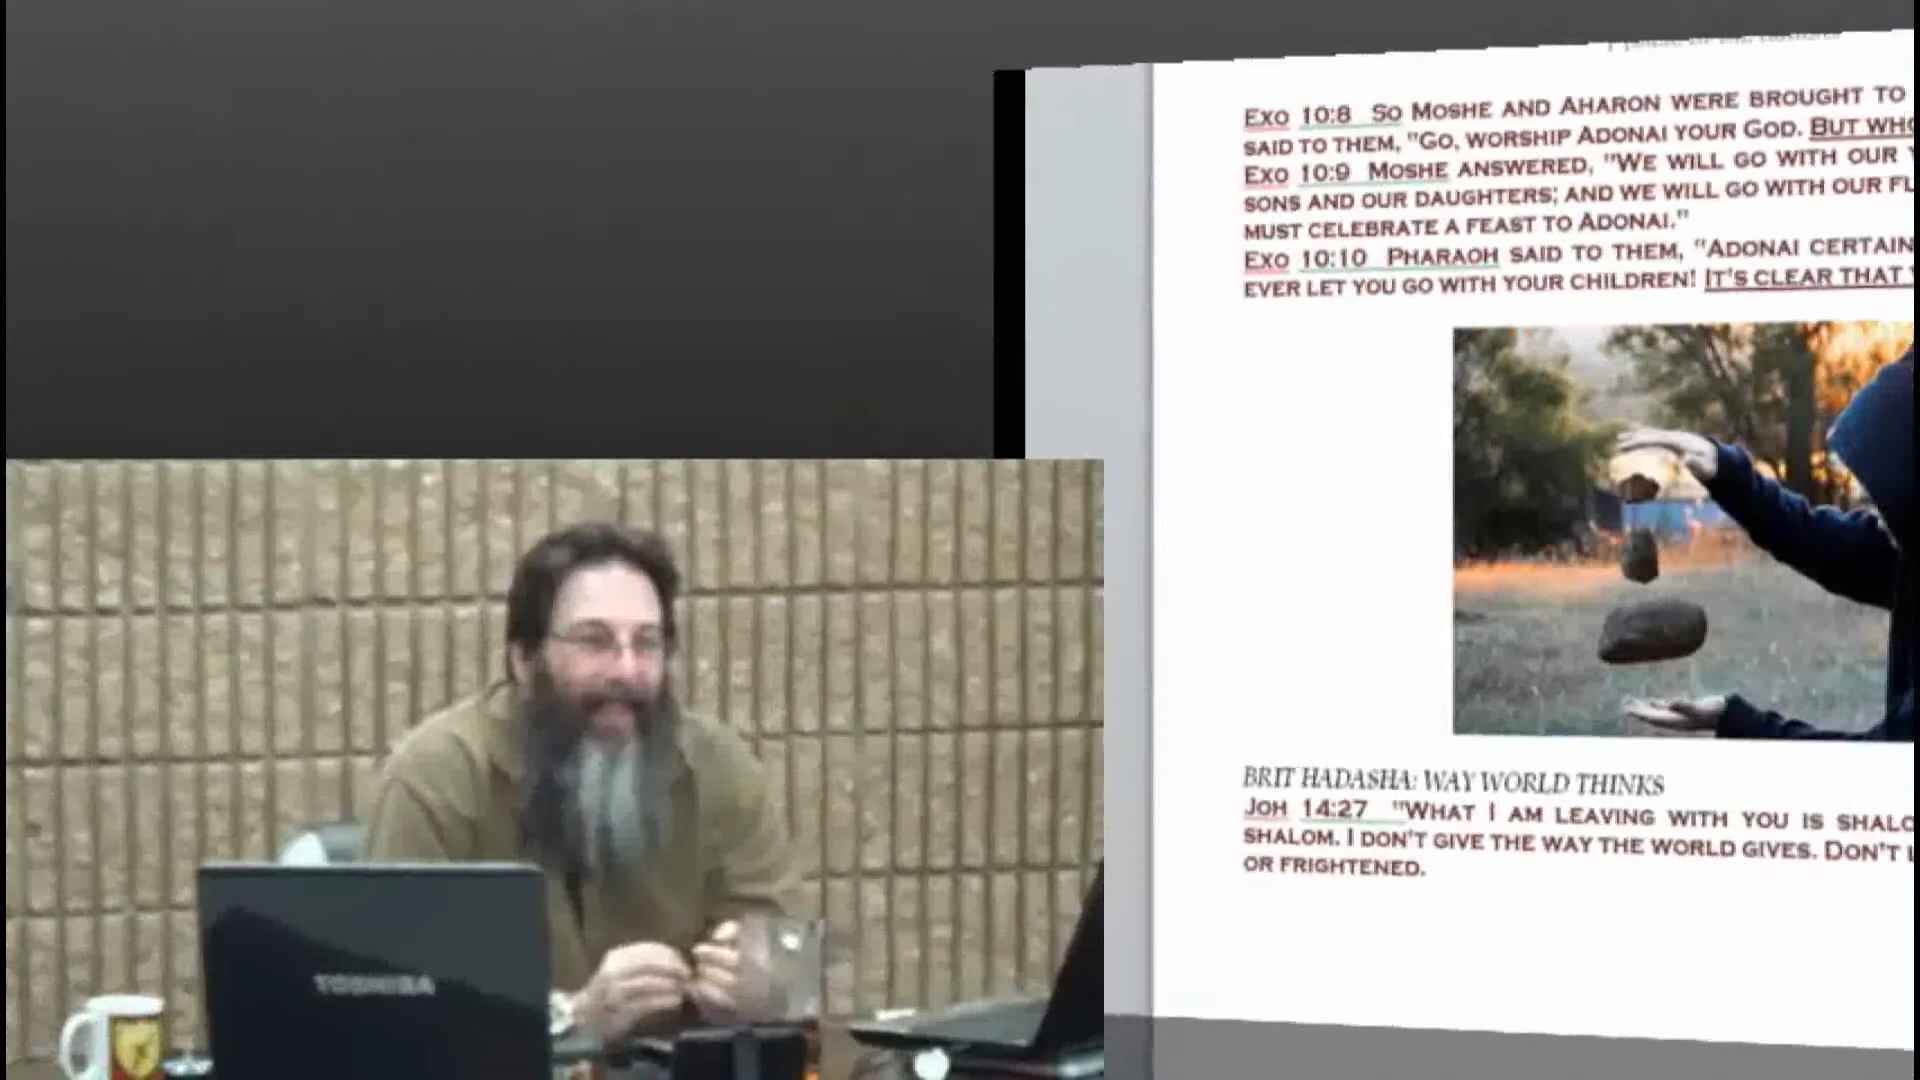 Exo 10:8 So Moshe and Aharon were brought to
said to them, "Go, worship Adonai your God. But who
Exo 10:9 Moshe answered, "We will go with our
sons and our daughters; and we will go with our fl
must celebrate a feast to Adonai."
Exo 10:10 Pharaoh said to them, "Adonai certain
ever let you go with your children! It's clear that
BRIT HADASHA: WAY WORLD THINKS
Joh 14:27 "What I am leaving with you is shalo
shalom. I don't give the way the world gives. Don't l
or frightened.
TOSHIBA